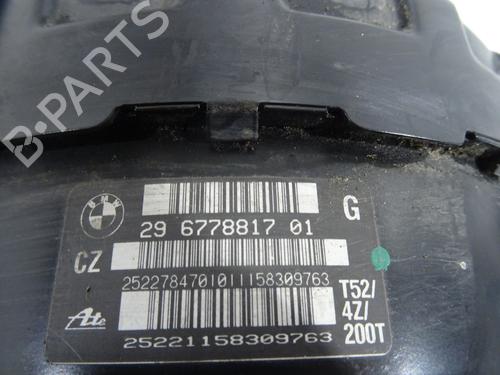 B-PARTS
BMW
29 6778817 01
G
CZ
2522784701011158309763
T52/
4Z/
200T
Ate
25221158309763